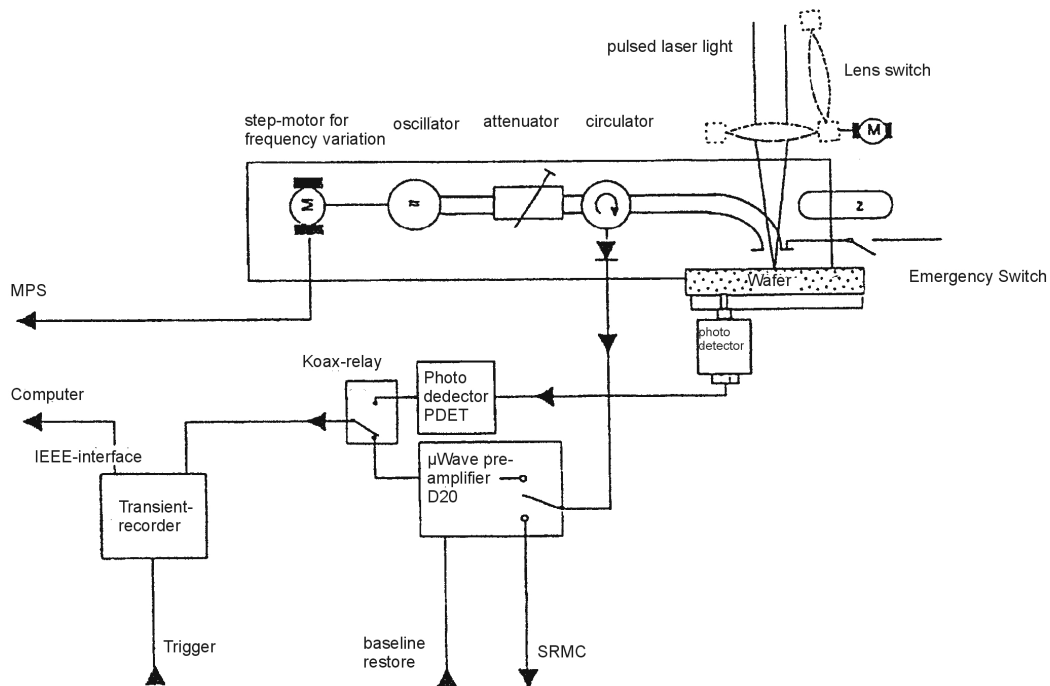 pulsed laser light
Lens switch
step-motor for
frequency variation
oscillator
attenuator
circulator
M
M
≈
z
Emergency Switch
Wafer
MPS
photo
detector
Koax-relay
Photo
dedector
PDET
Computer
IEEE-interface
µWave pre-
amplifier
D20
Transient-
recorder
Trigger
baseline
restore
SRMC